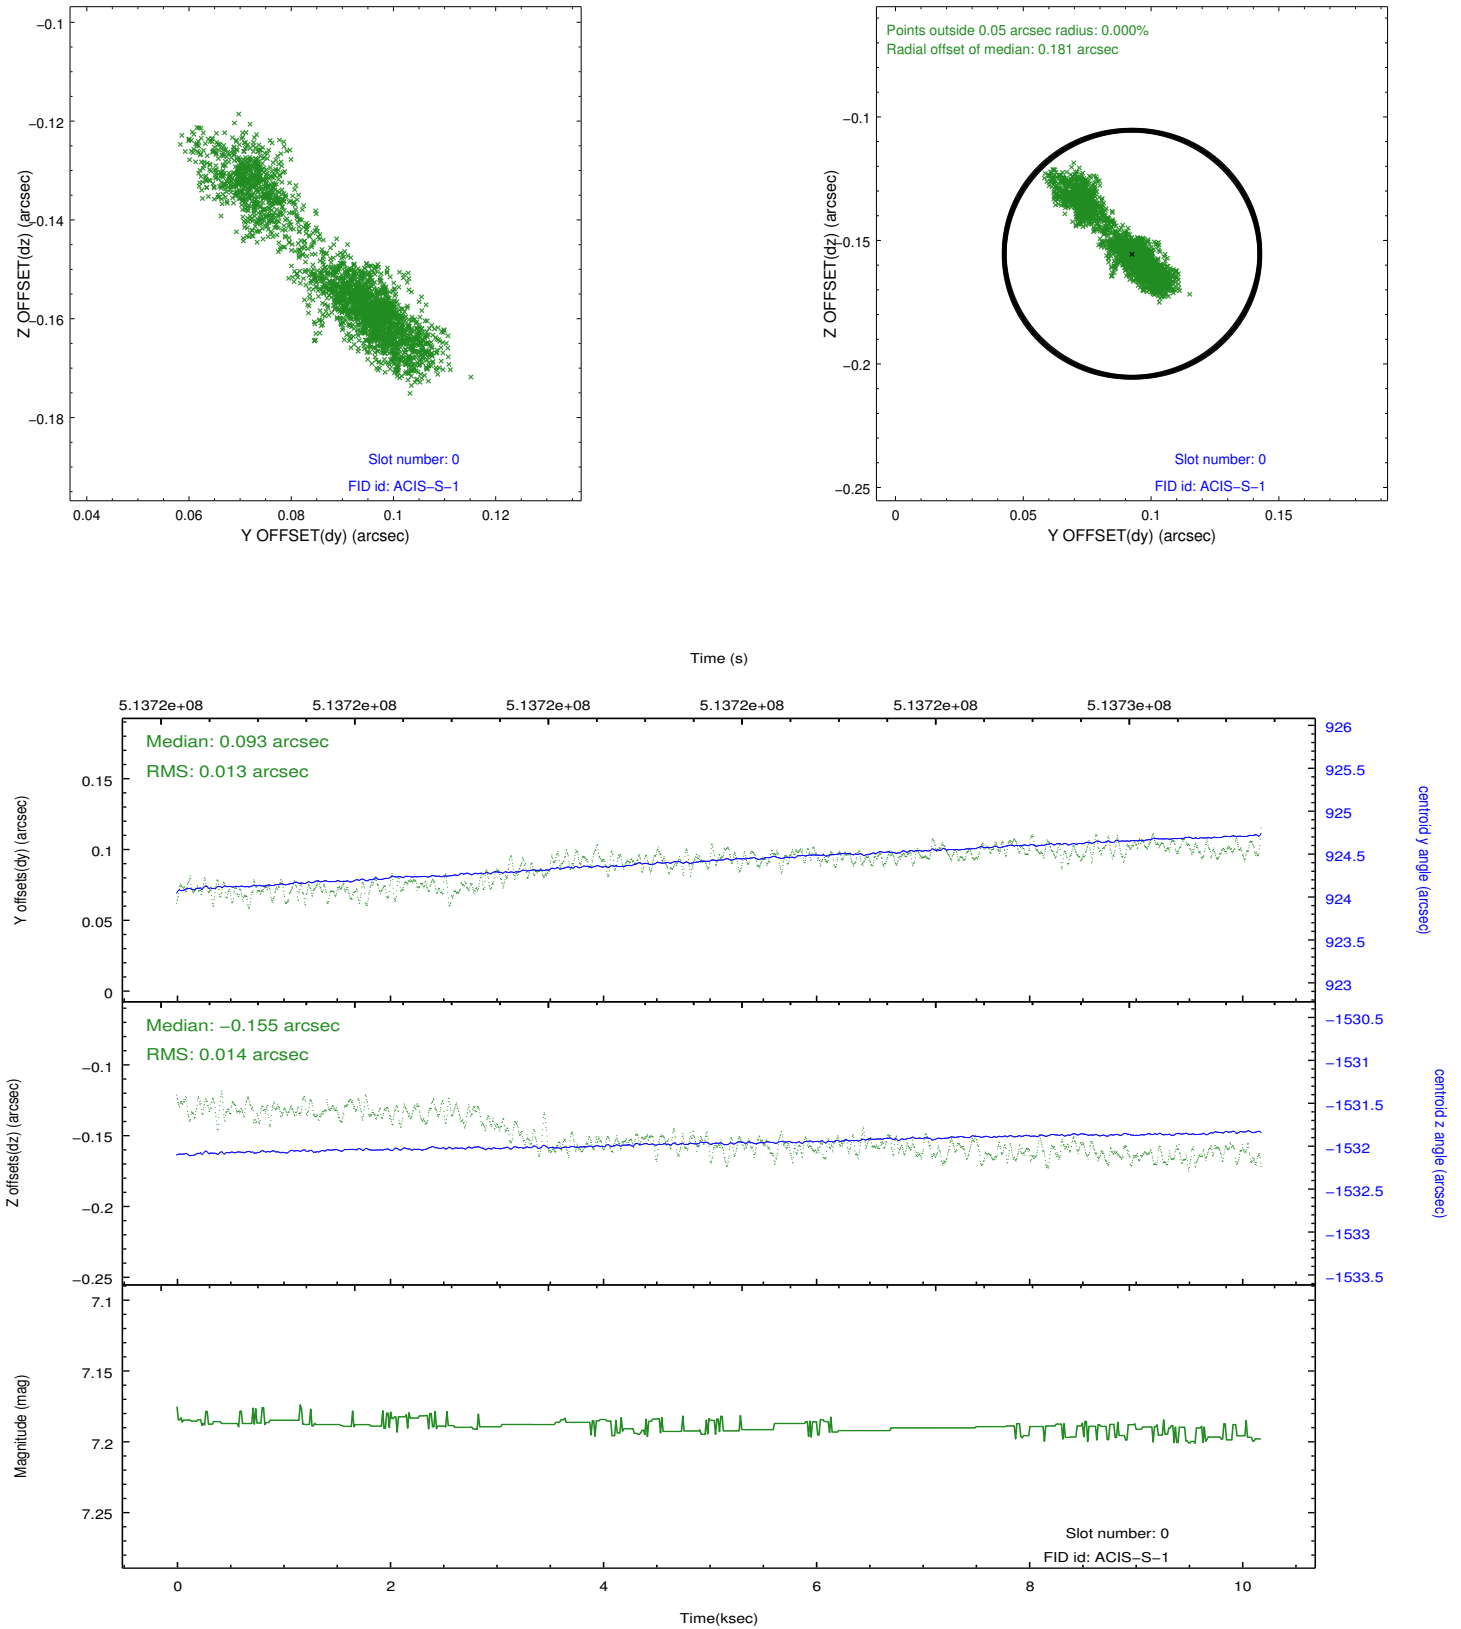 −0.1
−0.12
−0.14
−0.16
−0.18
Z OFFSET(dz) (arcsec)
0.04 0.06 0.08 0.1 0.12
Y OFFSET(dy) (arcsec)
Slot number: 0
FID id: ACIS−S−1
Points outside 0.05 arcsec radius: 0.000%
Radial offset of median: 0.181 arcsec
−0.1
−0.15
−0.2
−0.25
Z OFFSET(dz) (arcsec)
0 0.05 0.1 0.15
Y OFFSET(dy) (arcsec)
Slot number: 0
FID id: ACIS−S−1
Time (s)
5.1372e+08 5.1372e+08 5.1372e+08 5.1372e+08 5.1372e+08 5.1373e+08
Median: 0.093 arcsec
RMS: 0.013 arcsec
0.15
0.1
0.05
0
Y offsets(dy) (arcsec)
926
925.5
925
924.5
924
923.5
923
centroid y angle (arcsec)
Median: −0.155 arcsec
RMS: 0.014 arcsec
−0.1
−0.15
−0.2
−0.25
Z offsets(dz) (arcsec)
−1530.5
−1531
−1531.5
−1532
−1532.5
−1533
−1533.5
centroid z angle (arcsec)
7.1
7.15
7.2
7.25
Magnitude (mag)
Slot number: 0
FID id: ACIS−S−1
0 2 4 6 8 10
Time(ksec)